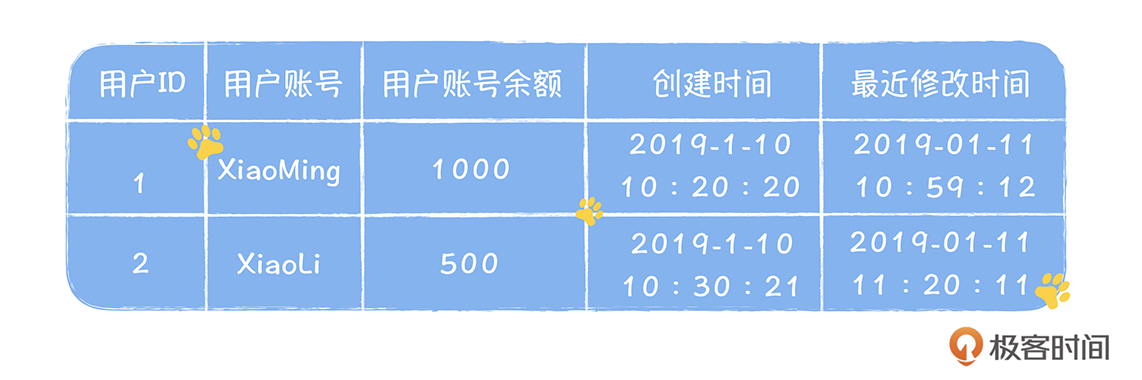 用户ID 用户账号 用户账号余额 创建时间 最近修改时间
1 XiaoMing 1000 2019-1-10 10：20：20 2019-01-11 10：59：12
2 XiaoLi 500 2019-1-10 10：30：21 2019-01-11 11：20：11
极客时间